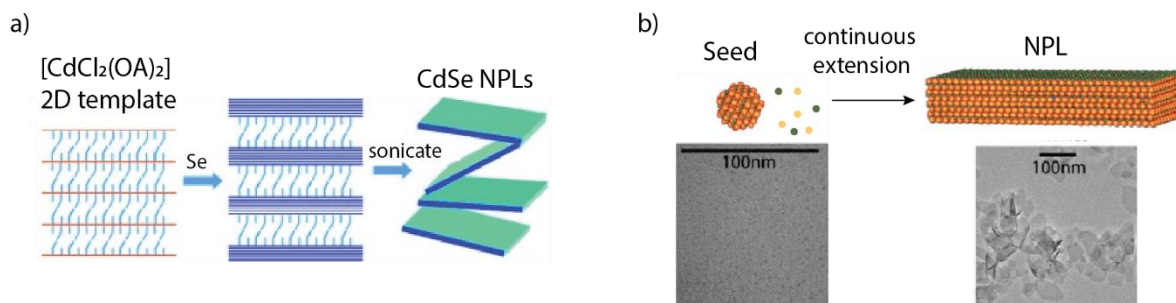 a)
[CdCl₂(OA)₂]
2D template
Se
sonicate
CdSe NPLs
b)
Seed
continuous
extension
NPL
100nm
100nm